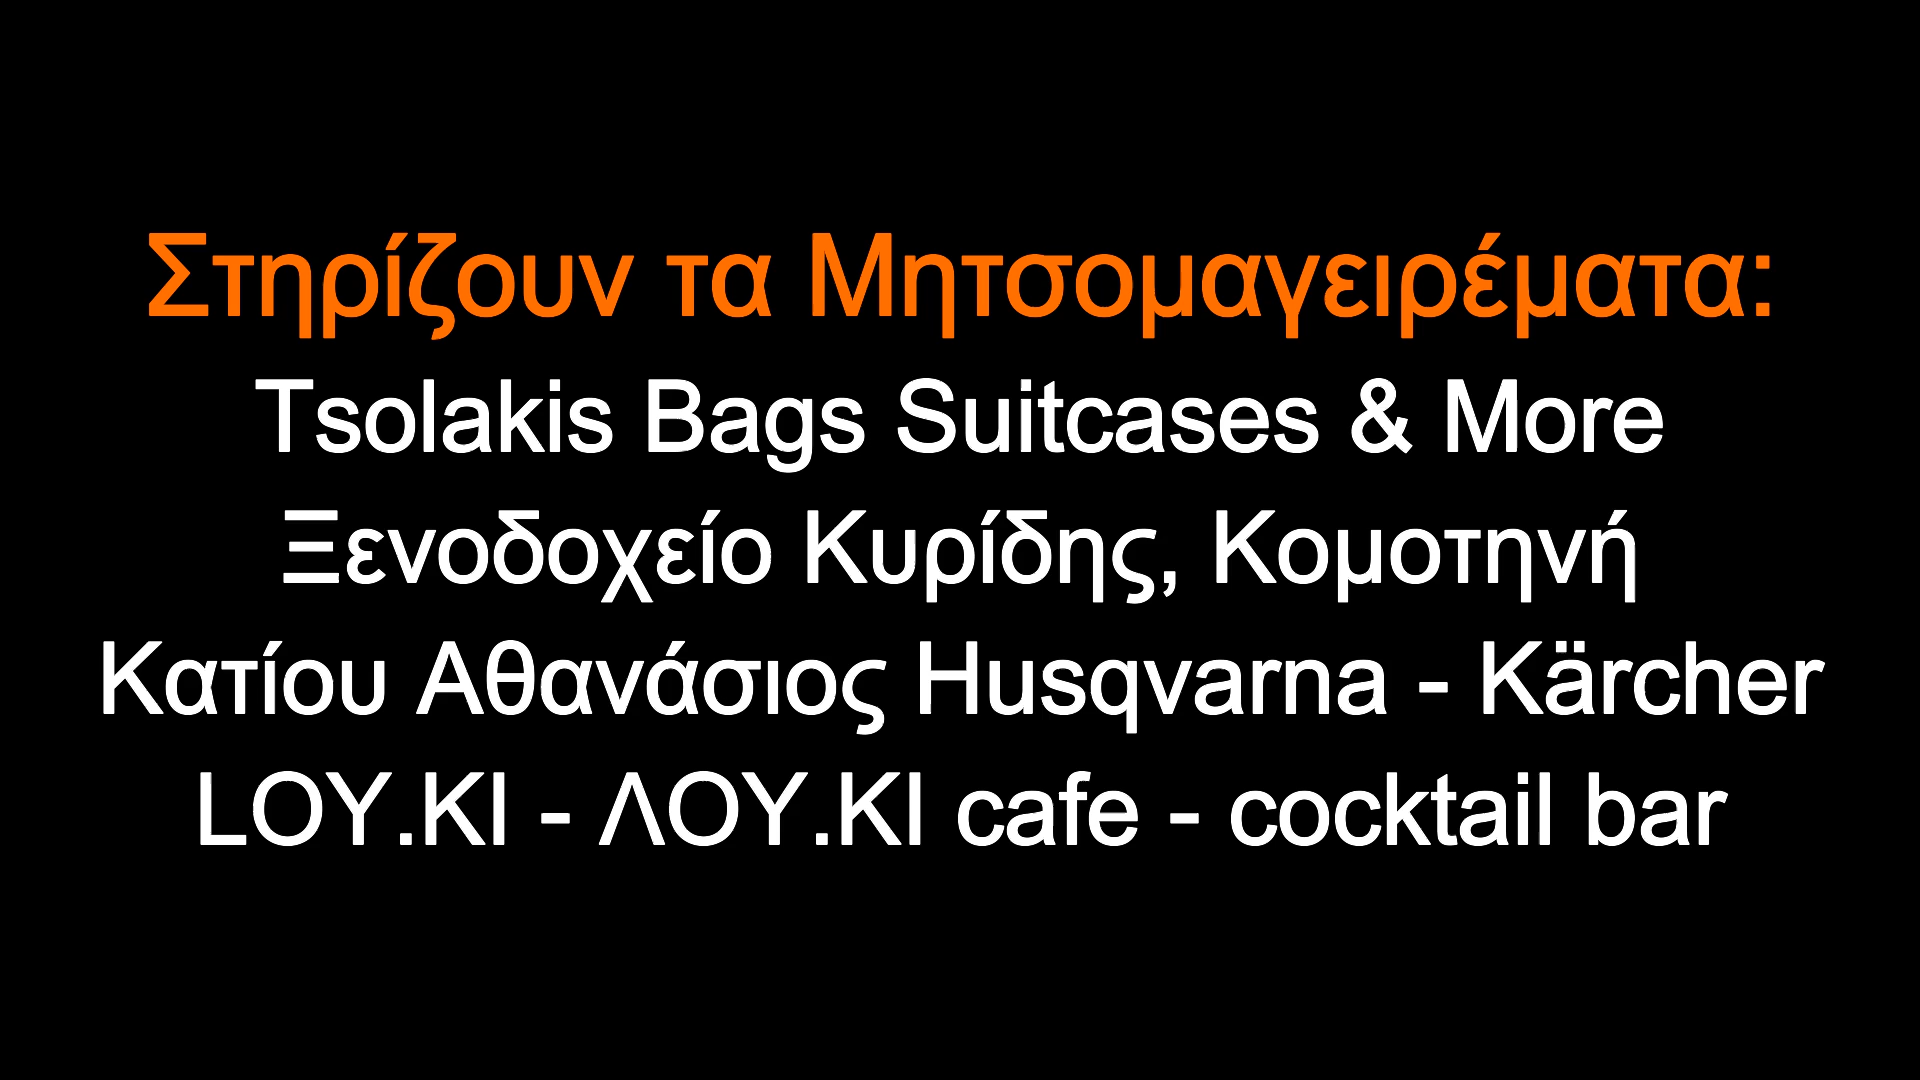 Στηρίζουν τα Μητσομαγειρέματα:
Tsolakis Bags Suitcases & More
Ξενοδοχείο Κυρίδης, Κομοτηνή
Κατίου Αθανάσιος Husqvarna - Kärcher
LOY.KI - ΛΟΥ.ΚΙ cafe - cocktail bar